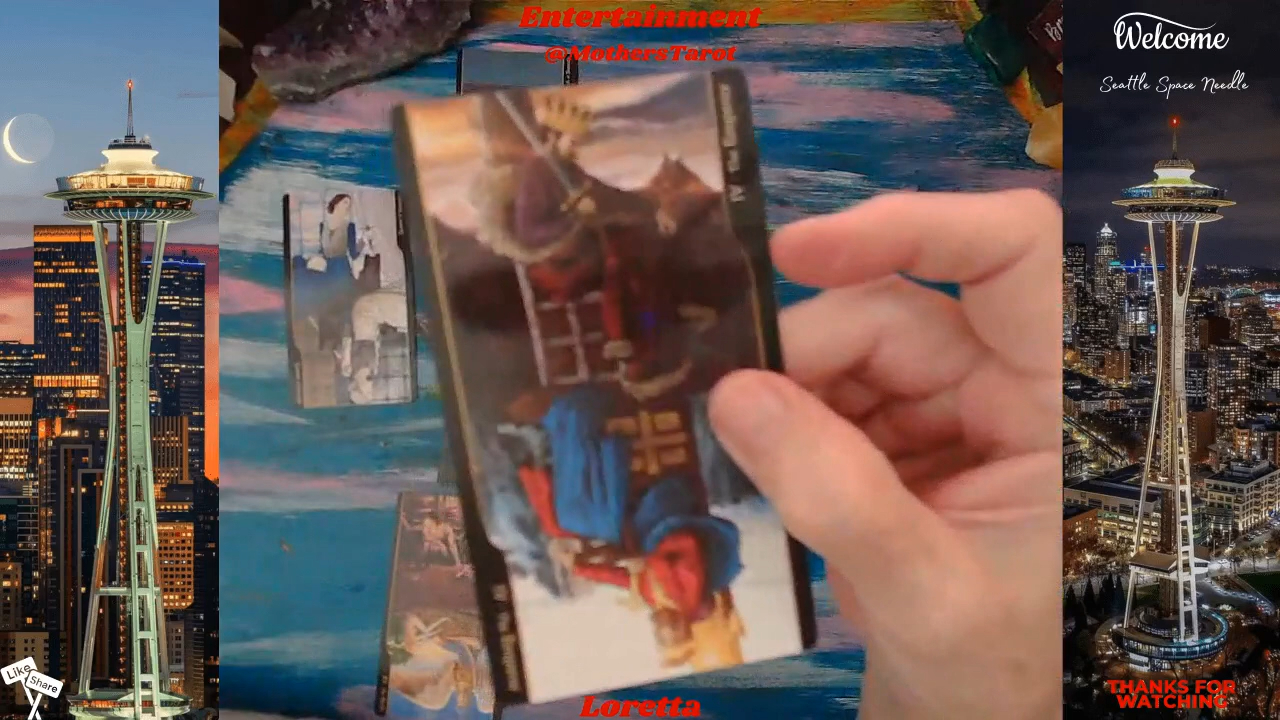 Entertainment
@MothersTarot
Welcome
Seattle Space Needle
Like
Share
Loretta
THANKS FOR
WATCHING